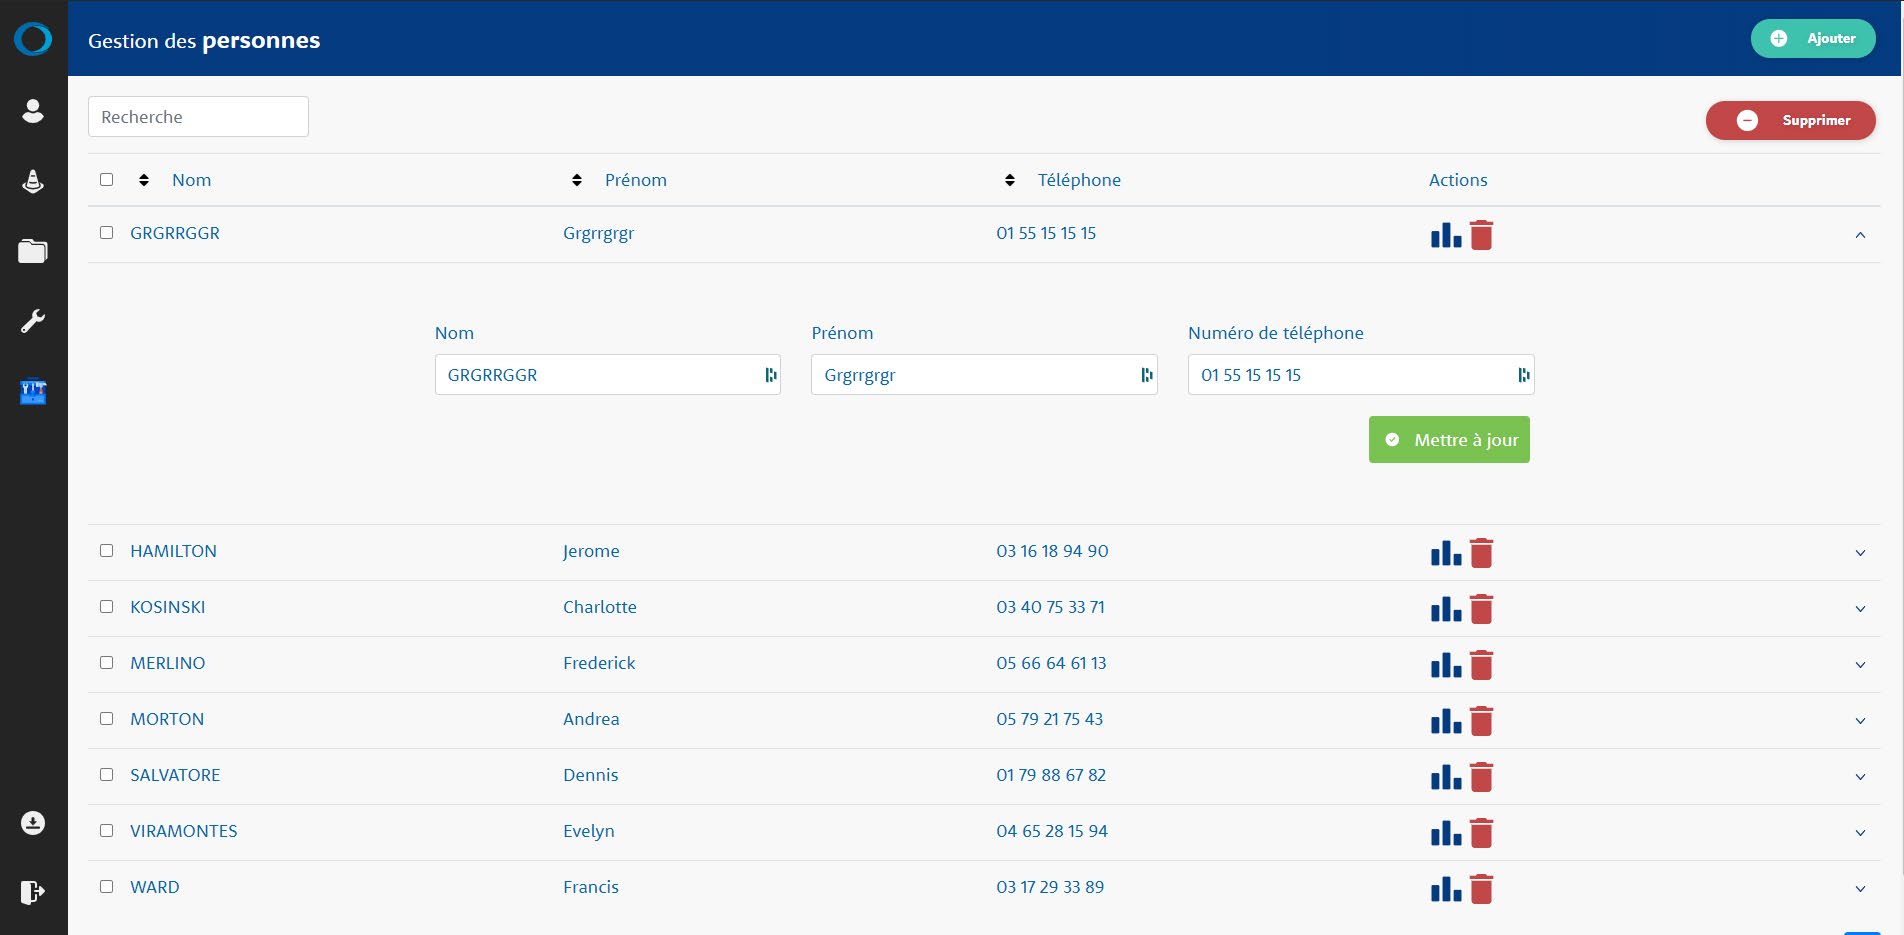 Gestion des personnes
Ajouter
Recherche
Supprimer
Nom Prénom Téléphone Actions
GRGRRGGR Grgrrgrgr 01 55 15 15 15
Nom Prénom Numéro de téléphone
GRGRRGGR Grgrrgrgr 01 55 15 15 15
Mettre à jour
HAMILTON Jerome 03 16 18 94 90
KOSINSKI Charlotte 03 40 75 33 71
MERLINO Frederick 05 66 64 61 13
MORTON Andrea 05 79 21 75 43
SALVATORE Dennis 01 79 88 67 82
VIRAMONTES Evelyn 04 65 28 15 94
WARD Francis 03 17 29 33 89